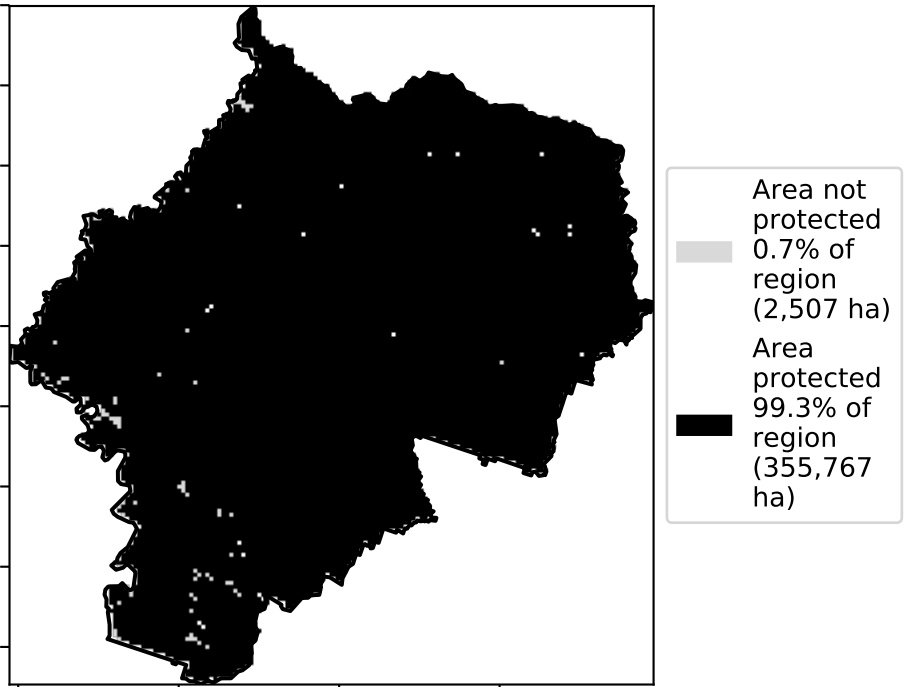 Area not
protected
0.7% of
region
(2,507 ha)
Area
protected
99.3% of
region
(355,767
ha)